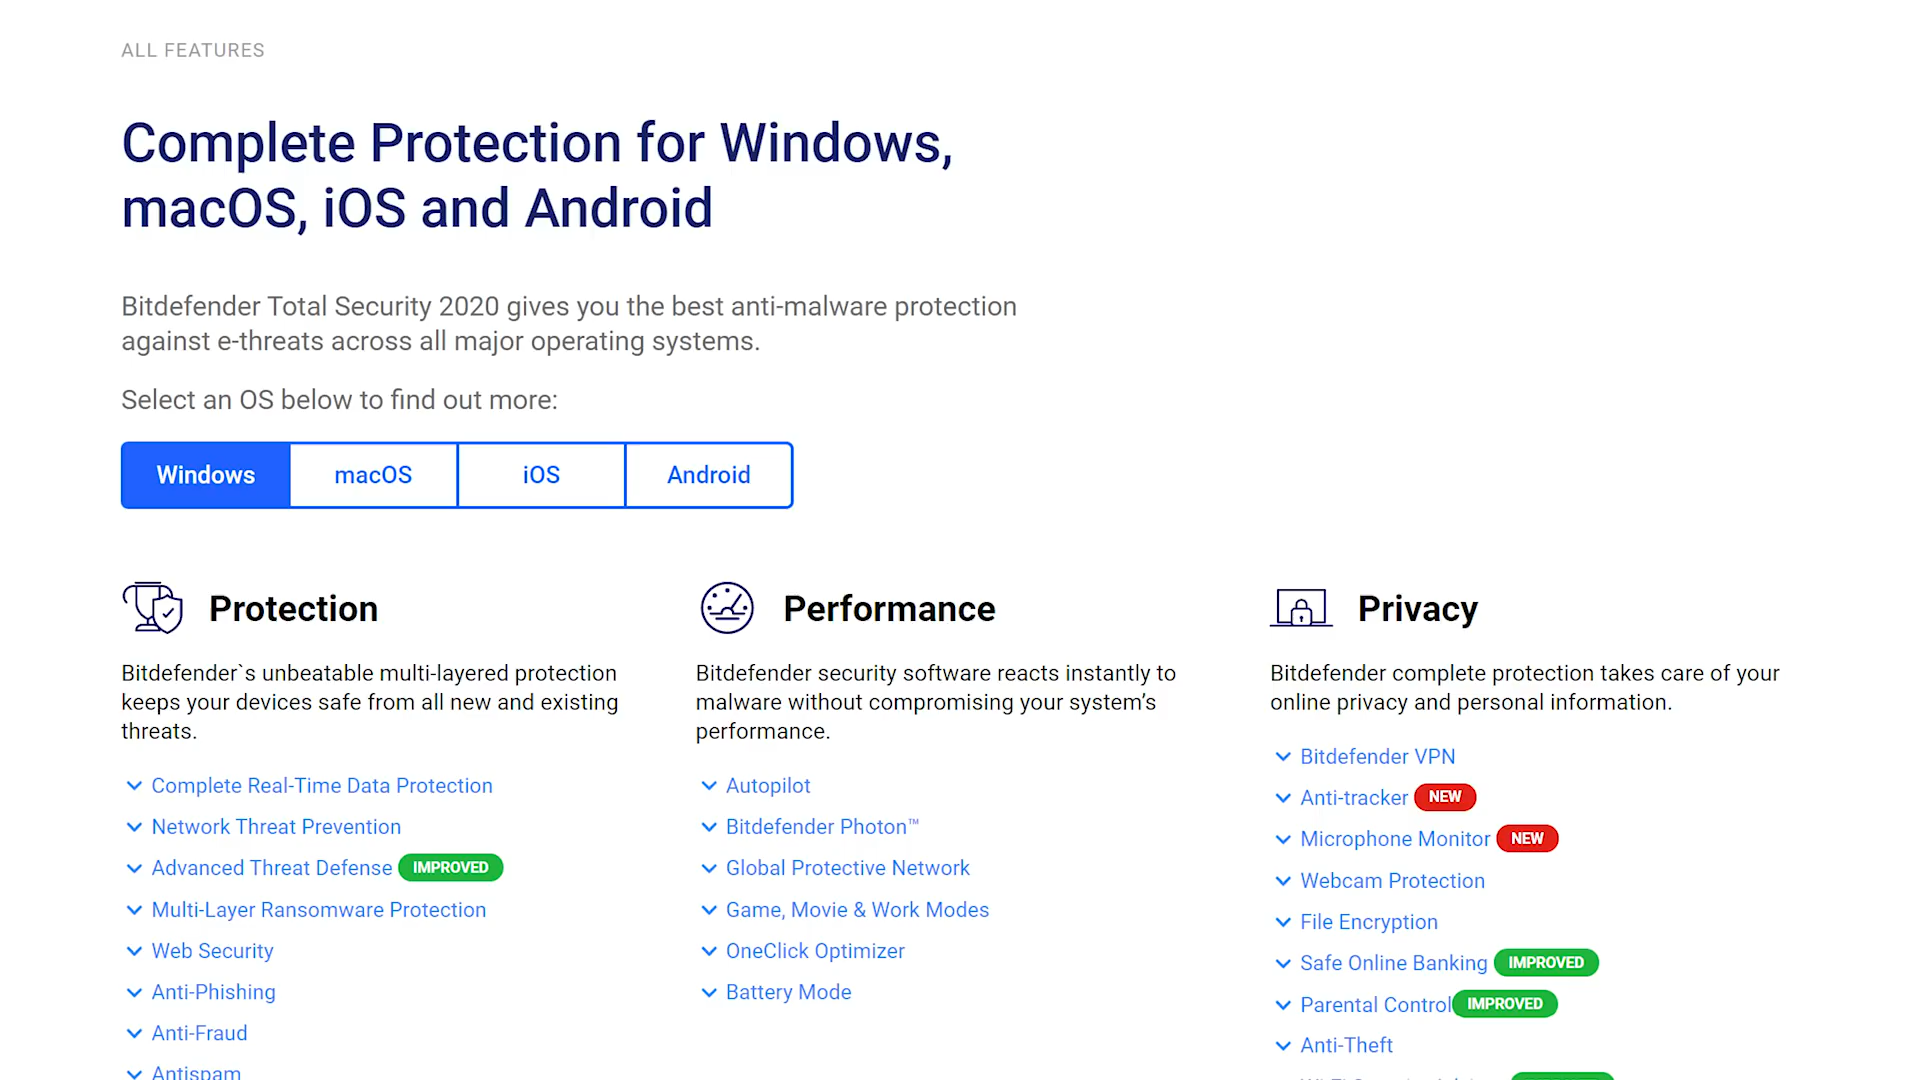 ALL FEATURES
Complete Protection for Windows,
macOS, iOS and Android
Bitdefender Total Security 2020 gives you the best anti-malware protection
against e-threats across all major operating systems.
Select an OS below to find out more:
Windows
macOS
iOS
Android
Protection
Bitdefender`s unbeatable multi-layered protection
keeps your devices safe from all new and existing
threats.
Complete Real-Time Data Protection
Network Threat Prevention
Advanced Threat Defense IMPROVED
Multi-Layer Ransomware Protection
Web Security
Anti-Phishing
Anti-Fraud
Antispam
Performance
Bitdefender security software reacts instantly to
malware without compromising your system’s
performance.
Autopilot
Bitdefender Photon™
Global Protective Network
Game, Movie & Work Modes
OneClick Optimizer
Battery Mode
Privacy
Bitdefender complete protection takes care of your
online privacy and personal information.
Bitdefender VPN
Anti-tracker NEW
Microphone Monitor NEW
Webcam Protection
File Encryption
Safe Online Banking IMPROVED
Parental Control IMPROVED
Anti-Theft